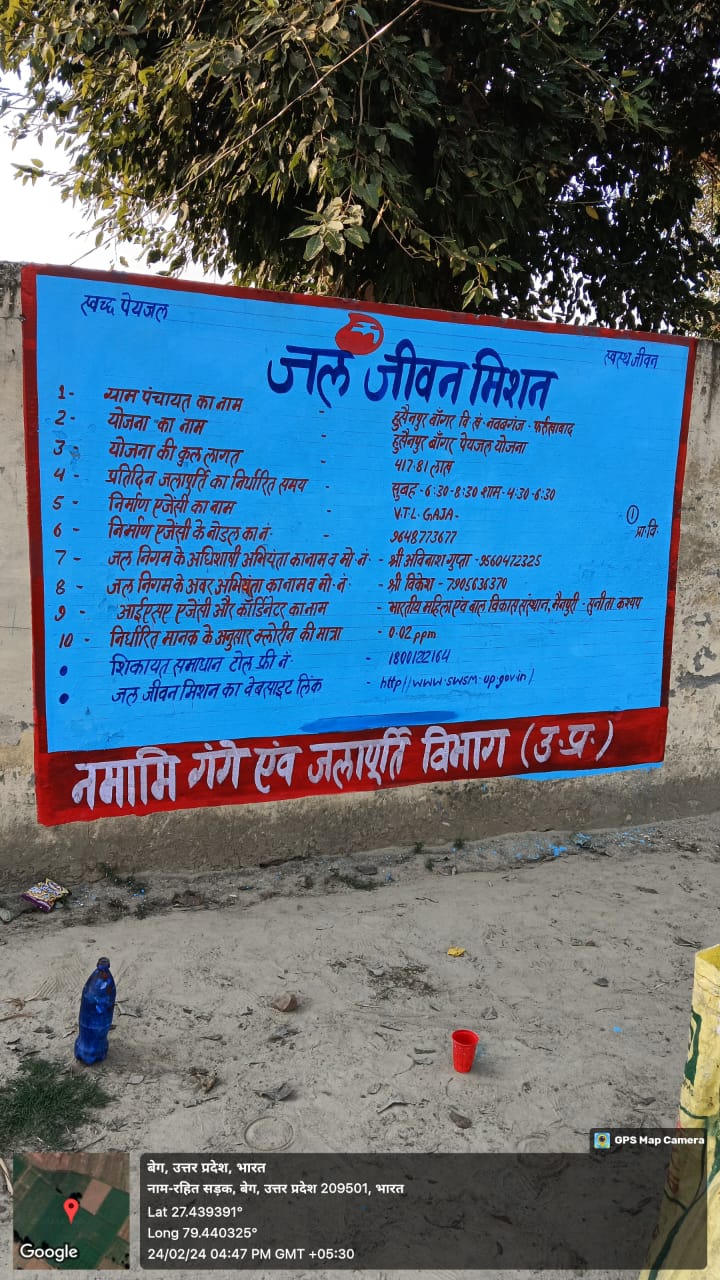 स्वच्छ पेयजल
स्वस्थ जीवन
जल जीवन मिशन
1- ग्राम पंचायत का नाम - हुसैनपुर बाँगर वि.खं. नवाबगंज - फर्रुखाबाद
2- योजना का नाम - हुसैनपुर बाँगर पेयजल योजना
3- योजना की कुल लागत - 417.81 लाख
4- प्रतिदिन जलापूर्ति का निर्धारित समय - सुबह - 6:30-8:30 शाम - 4:30-6:30
5- निर्माण एजेंसी का नाम - V.T.L. GAJA-
6- निर्माण एजेंसी के नोडल का नं. - 9648773677
7- जल निगम के अधिशाषी अभियंता का नाम व मो. नं. - श्री अविनाश गुप्ता - 9560472325
8- जल निगम के अवर अभियंता का नाम व मो. नं. - श्री विकेश - 7905636370
9- आईएसए एजेंसी और कॉर्डिनेटर का नाम - भारतीय महिला एवं बाल विकास संस्थान, मैनपुरी - सुनीता कश्यप
10- निर्धारित मानक के अनुसार क्लोरीन की मात्रा - 0.02 ppm
• शिकायत समाधान टोल फ्री नं. - 1800122164
• जल जीवन मिशन का वेबसाइट लिंक - http//www.swsm-up.gov.in/
1
प्रा.वि.
नमामि गंगे एंव जलापूर्ति विभाग (उ.प्र.)
GPS Map Camera
बेग, उत्तर प्रदेश, भारत
नाम-रहित सड़क, बेग, उत्तर प्रदेश 209501, भारत
Lat 27.439391°
Long 79.440325°
24/02/24 04:47 PM GMT +05:30
Google